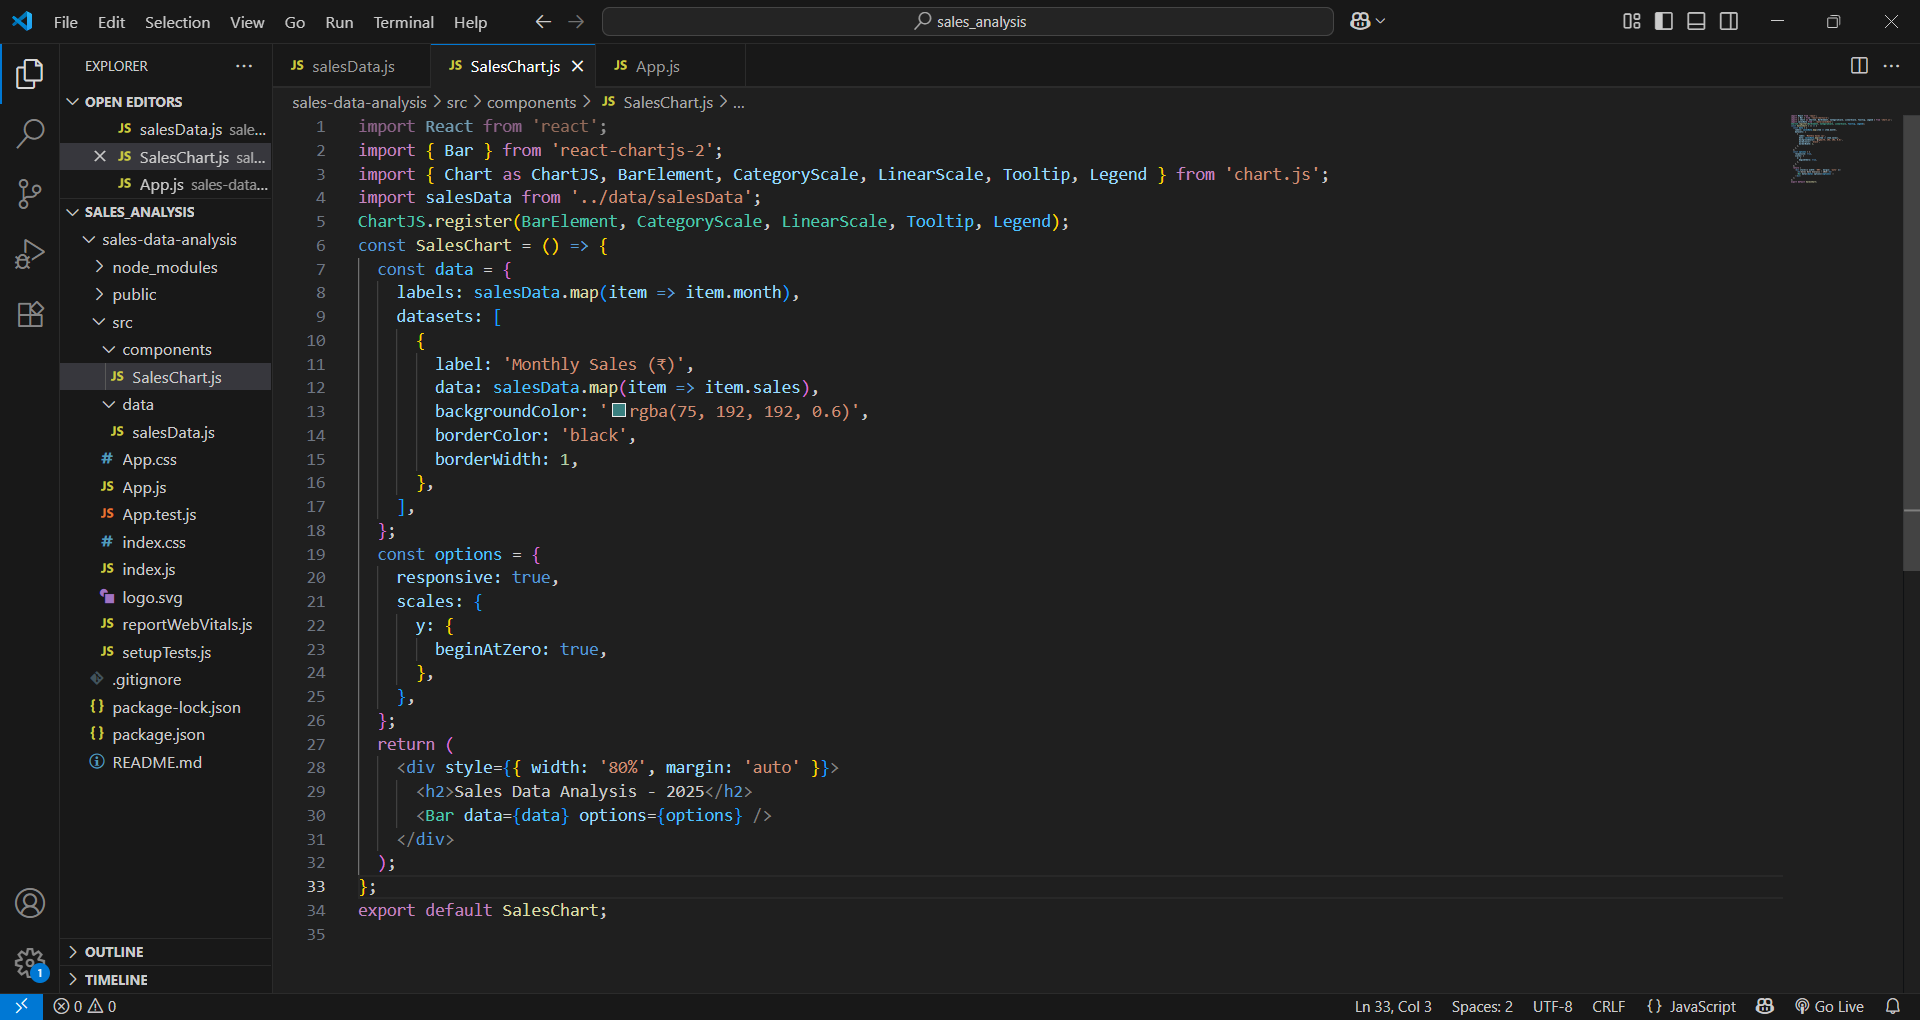 File Edit Selection View Go Run Terminal Help
sales_analysis
EXPLORER
OPEN EDITORS
JS salesData.js sale...
JS SalesChart.js sal...
JS App.js sales-data...
SALES_ANALYSIS
sales-data-analysis
node_modules
public
src
components
JS SalesChart.js
data
JS salesData.js
# App.css
JS App.js
JS App.test.js
# index.css
JS index.js
logo.svg
JS reportWebVitals.js
JS setupTests.js
.gitignore
{} package-lock.json
{} package.json
README.md
OUTLINE
TIMELINE
1
JS salesData.js
JS SalesChart.js
JS App.js
sales-data-analysis > src > components > JS SalesChart.js > ...
1 import React from 'react';
2 import { Bar } from 'react-chartjs-2';
3 import { Chart as ChartJS, BarElement, CategoryScale, LinearScale, Tooltip, Legend } from 'chart.js';
4 import salesData from '../data/salesData';
5 ChartJS.register(BarElement, CategoryScale, LinearScale, Tooltip, Legend);
6 const SalesChart = () => {
7 const data = {
8 labels: salesData.map(item => item.month),
9 datasets: [
10 {
11 label: 'Monthly Sales (₹)',
12 data: salesData.map(item => item.sales),
13 backgroundColor: 'rgba(75, 192, 192, 0.6)',
14 borderColor: 'black',
15 borderWidth: 1,
16 },
17 ],
18 };
19 const options = {
20 responsive: true,
21 scales: {
22 y: {
23 beginAtZero: true,
24 },
25 },
26 };
27 return (
28 <div style={{ width: '80%', margin: 'auto' }}>
29 <h2>Sales Data Analysis - 2025</h2>
30 <Bar data={data} options={options} />
31 </div>
32 );
33 };
34 export default SalesChart;
35
0 0
Ln 33, Col 3 Spaces: 2 UTF-8 CRLF {} JavaScript Go Live